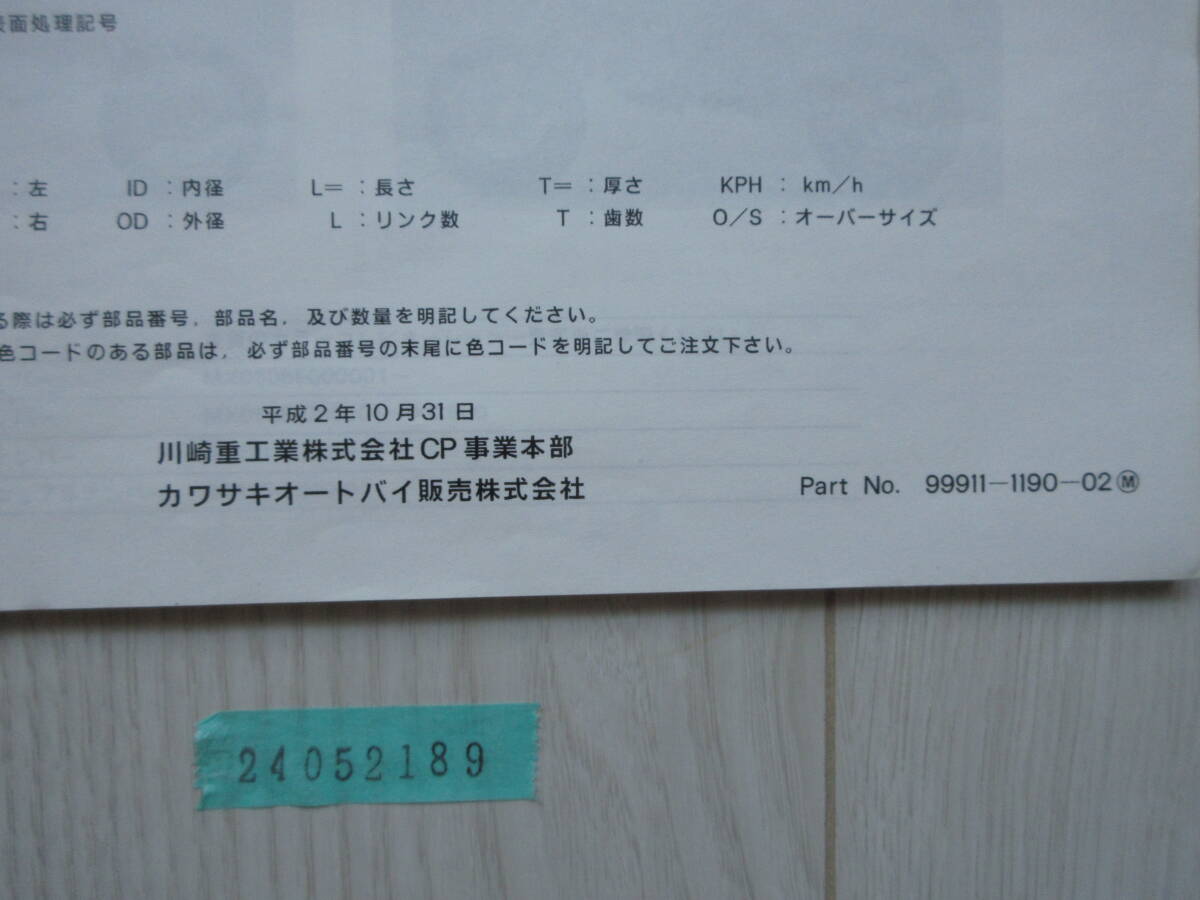 面処理記号
：左 ID：内径 L=：長さ T=：厚さ KPH：km/h
：右 OD：外径 L：リンク数 T：歯数 O/S：オーバーサイズ
る際は必ず部品番号，部品名，及び数量を明記してください。
色コードのある部品は，必ず部品番号の末尾に色コードを明記してご注文下さい。
平成2年10月31日
川崎重工業株式会社CP事業本部
カワサキオートバイ販売株式会社
Part No. 99911-1190-02Ⓜ
24052189